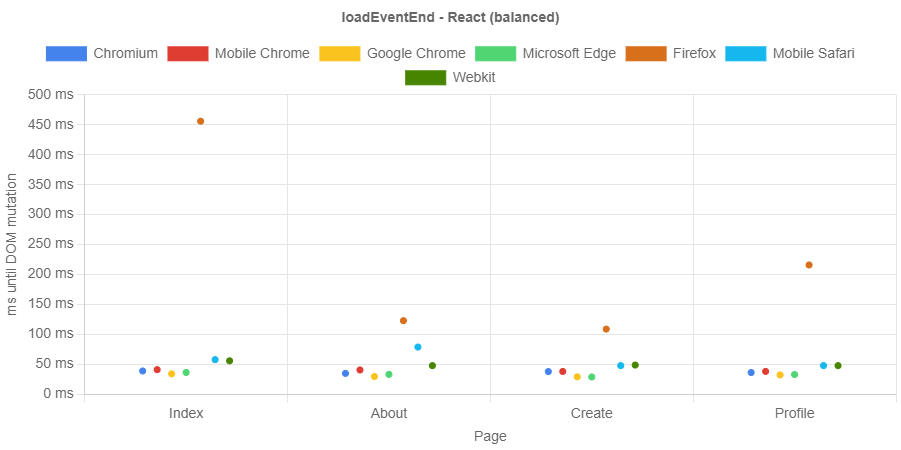 loadEventEnd - React (balanced)
Chromium Mobile Chrome Google Chrome Microsoft Edge Firefox Mobile Safari
Webkit
500 ms
450 ms
400 ms
350 ms
300 ms
250 ms
200 ms
150 ms
100 ms
50 ms
0 ms
ms until DOM mutation
Index About Create Profile
Page